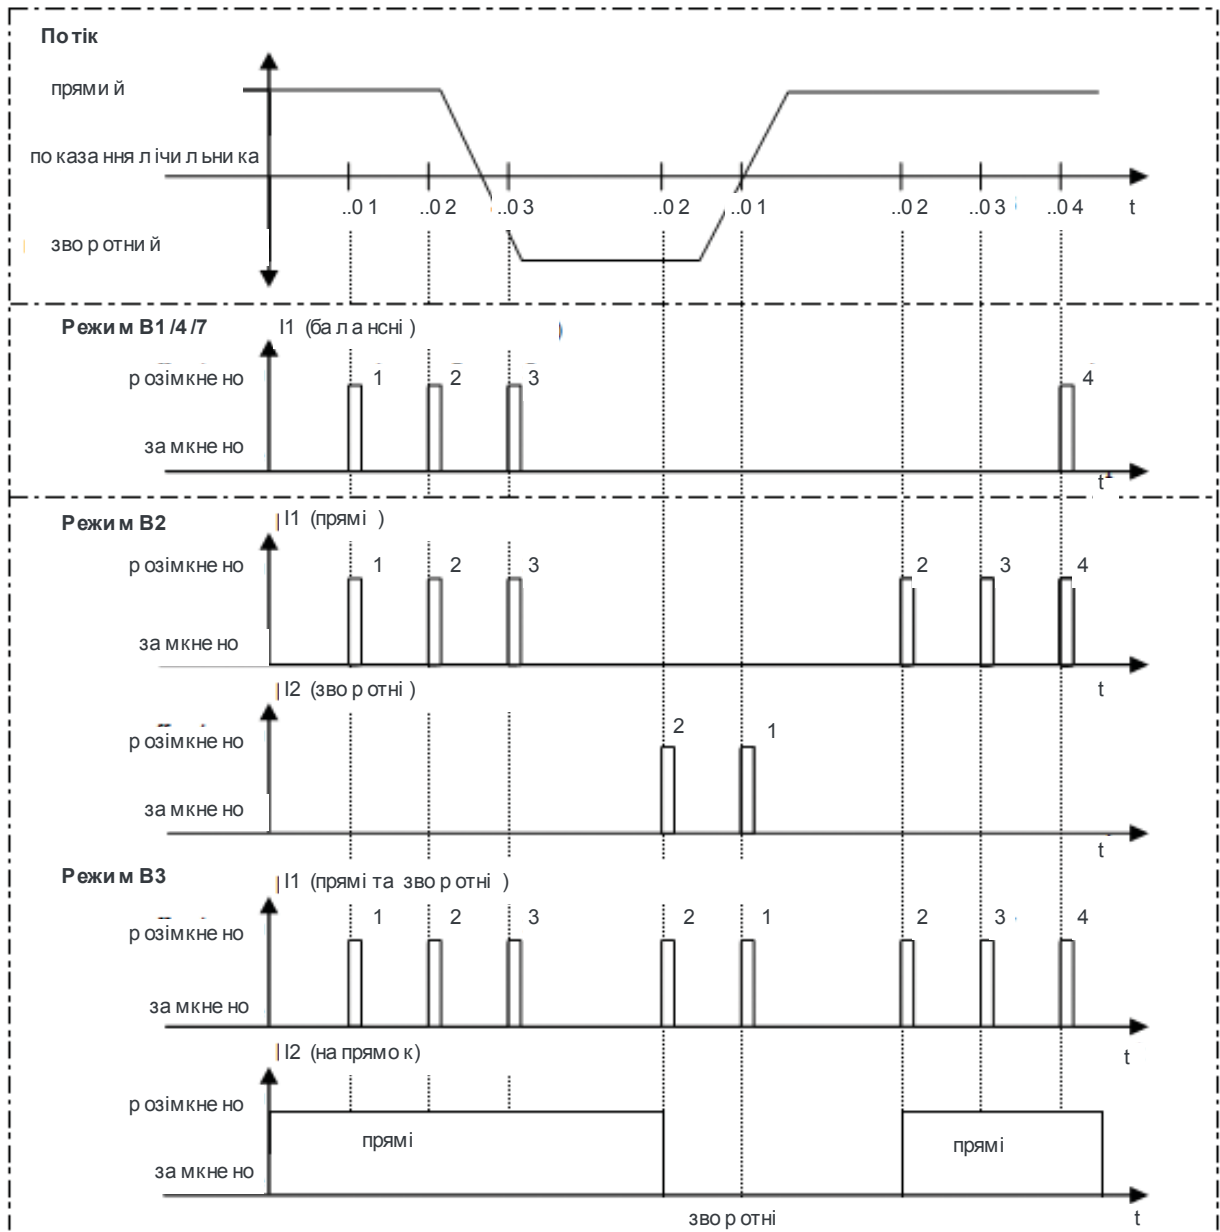 Потік
прямий
показання лічильника
..01 ..02 ..03 ..02 ..01 ..02 ..03 ..04 t
зворотний
Режим B1/4/7 I1 (балансні)
розімкнено 1 2 3 4
замкнено
t
Режим B2 I1 (прямі)
розімкнено 1 2 3 2 3 4
замкнено
I2 (зворотні) t
розімкнено 2 1
замкнено
t
Режим B3 I1 (прямі та зворотні)
розімкнено 1 2 3 2 1 2 3 4
замкнено
I2 (напрямок) t
розімкнено
прямі прямі
замкнено
зворотні t